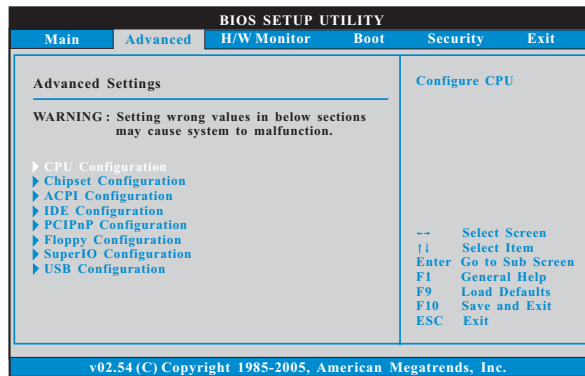 BIOS SETUP UTILITY
Main Advanced H/W Monitor Boot Security Exit
Advanced Settings
WARNING : Setting wrong values in below sections
may cause system to malfunction.
CPU Configuration
Chipset Configuration
ACPI Configuration
IDE Configuration
PCIPnP Configuration
Floppy Configuration
SuperIO Configuration
USB Configuration
Configure CPU
←→ Select Screen
↑↓ Select Item
Enter Go to Sub Screen
F1 General Help
F9 Load Defaults
F10 Save and Exit
ESC Exit
v02.54 (C) Copyright 1985-2005, American Megatrends, Inc.